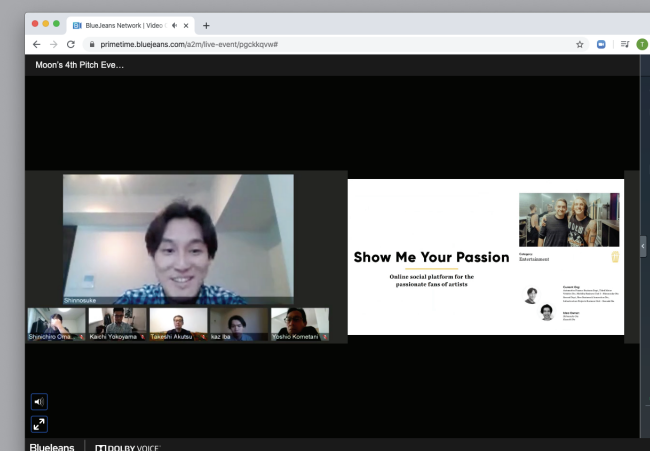 BlueJeans Network | Video
primetime.bluejeans.com/a2m/live-event/pgckkqvw#
T
Moon's 4th Pitch Eve...
Shinnosuke
Shinichiro Oma...
Kaichi Yokoyama
Takeshi Akutsu
kaz iba
Yoshio Kometani
Show Me Your Passion
Online social platform for the
passionate fans of artists
Category
Entertainment
BlueJeans
DOLBY VOICE